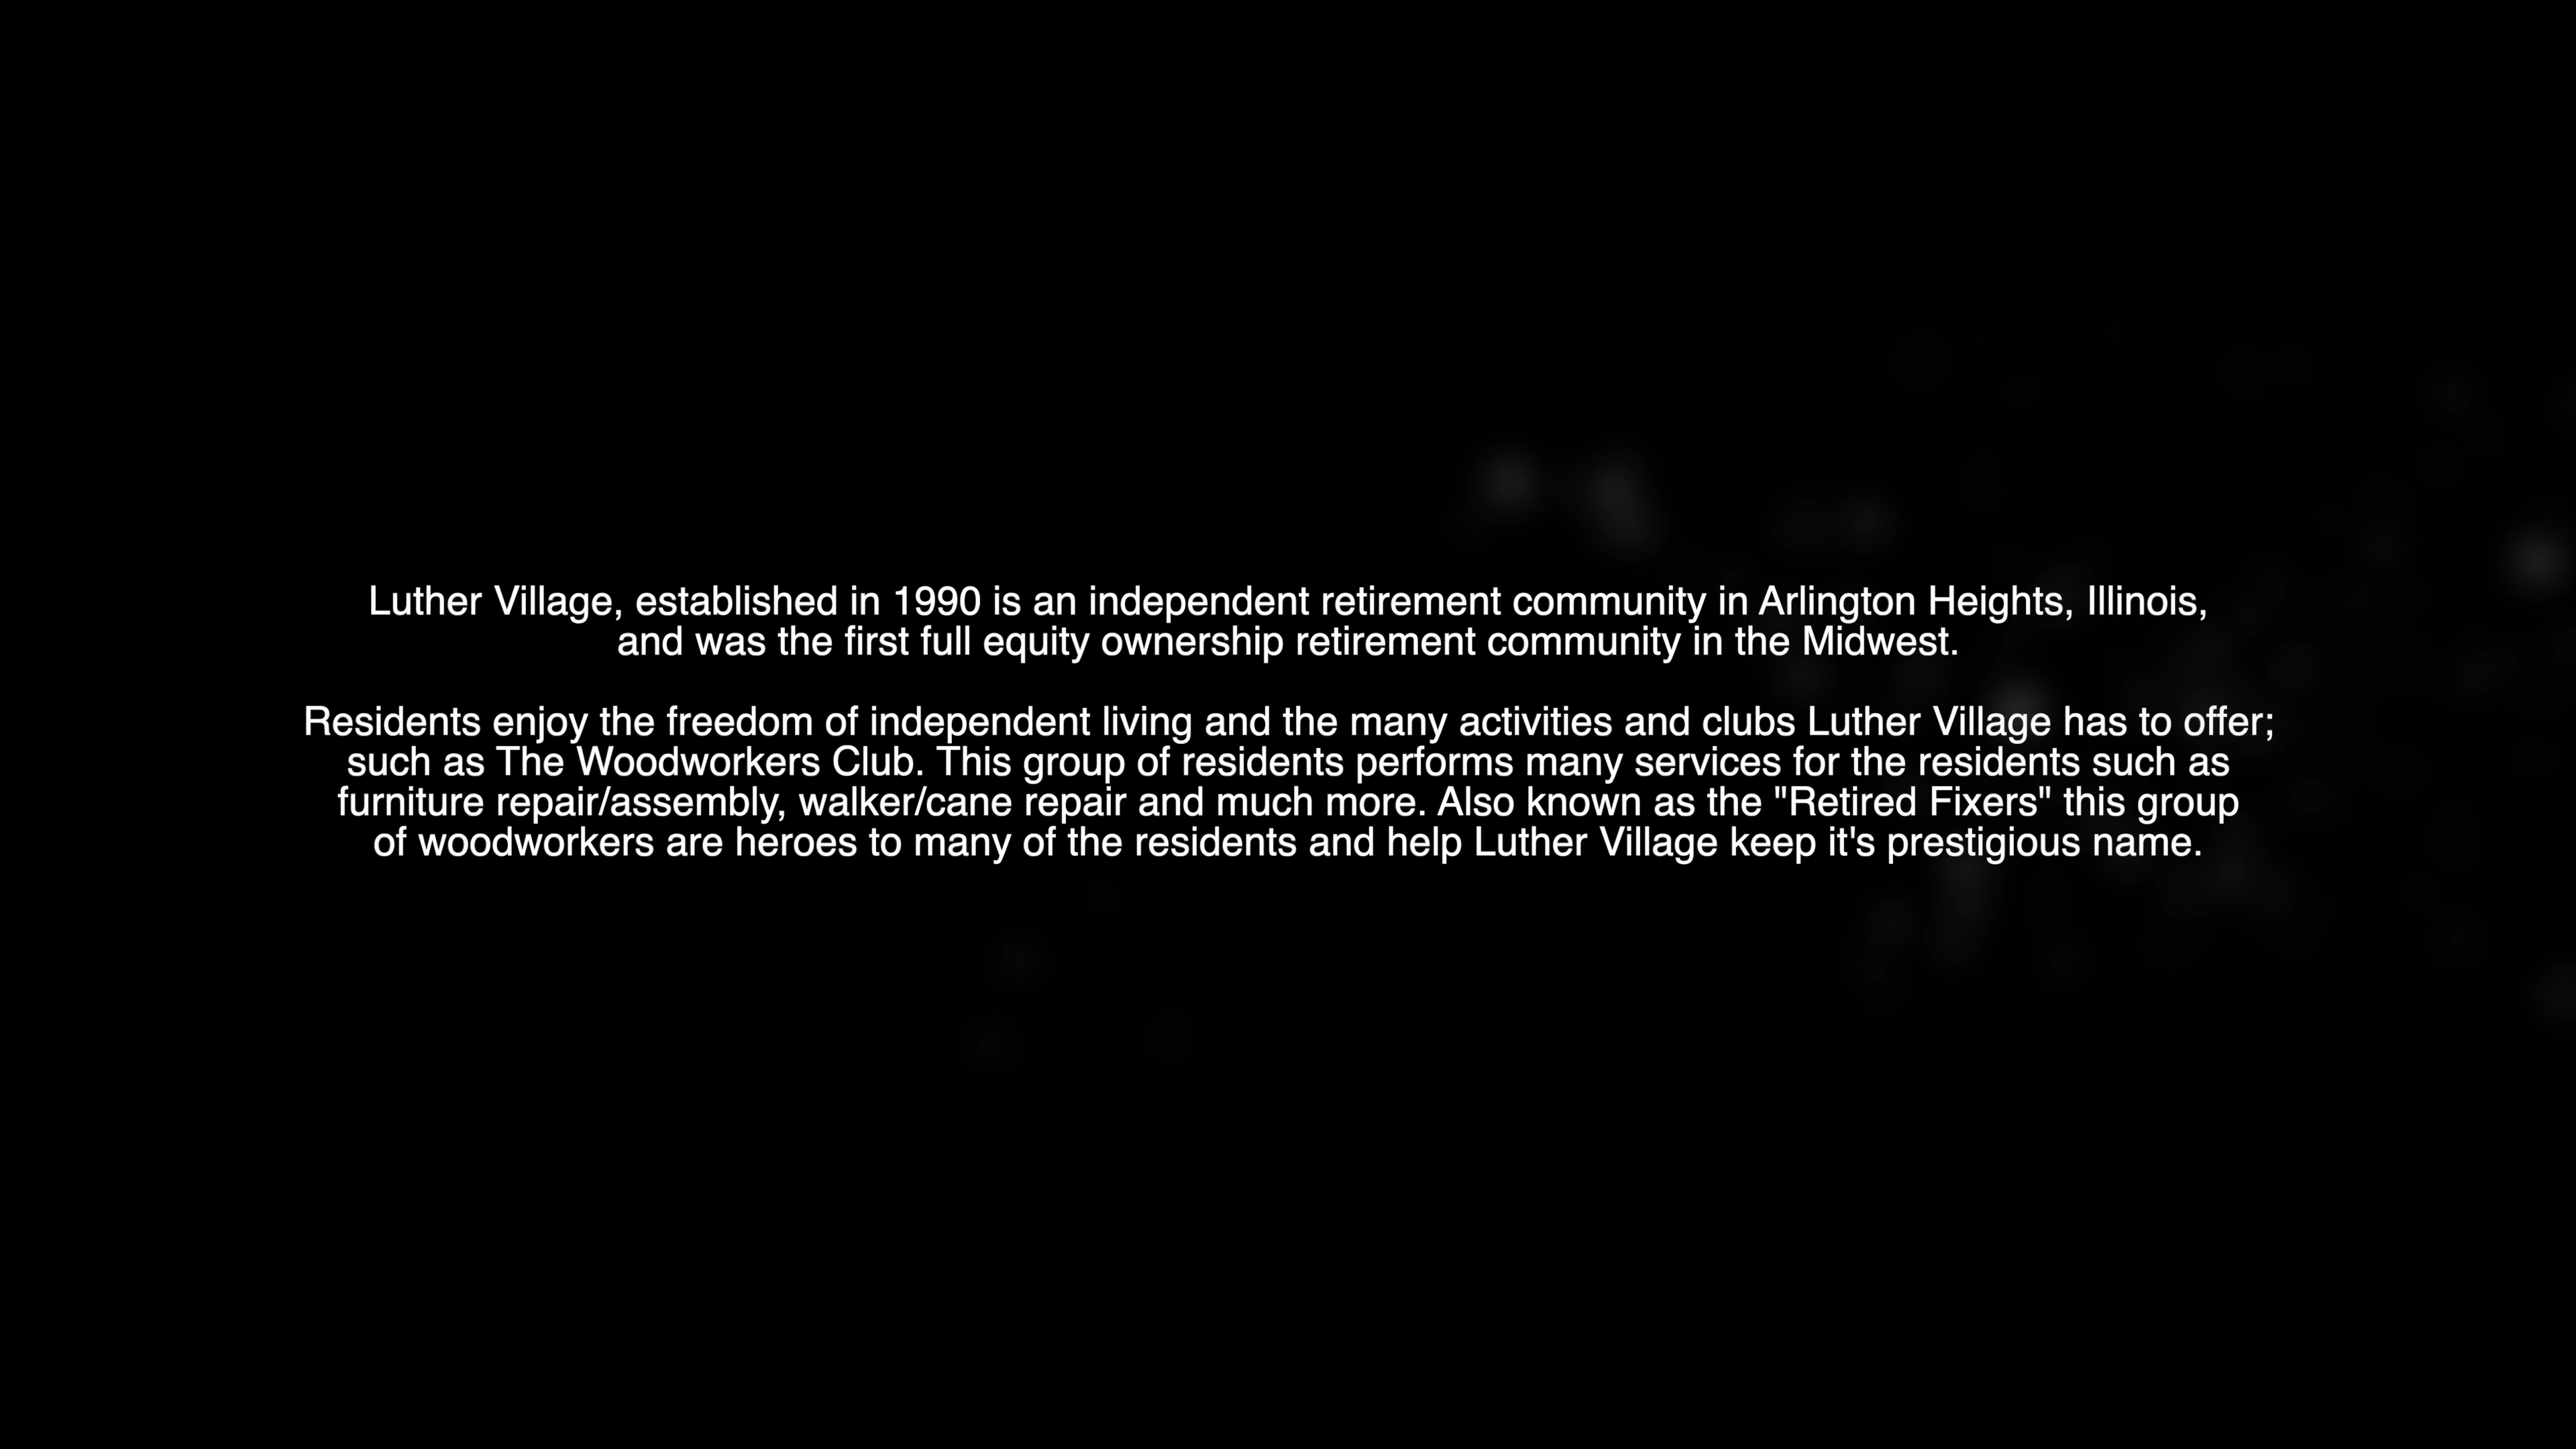 Luther Village, established in 1990 is an independent retirement community in Arlington Heights, Illinois,
and was the first full equity ownership retirement community in the Midwest.
Residents enjoy the freedom of independent living and the many activities and clubs Luther Village has to offer;
such as The Woodworkers Club. This group of residents performs many services for the residents such as
furniture repair/assembly, walker/cane repair and much more. Also known as the "Retired Fixers" this group
of woodworkers are heroes to many of the residents and help Luther Village keep it's prestigious name.